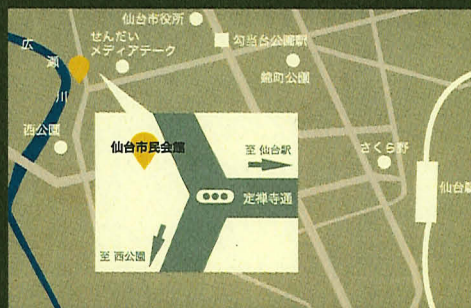 仙台市役所
せんだい
メディアテーク
勾当台公園駅
錦町公園
広瀬川
西公園
仙台市民会館
至 仙台駅
さくら野
定禅寺通
仙台駅
至 西公園